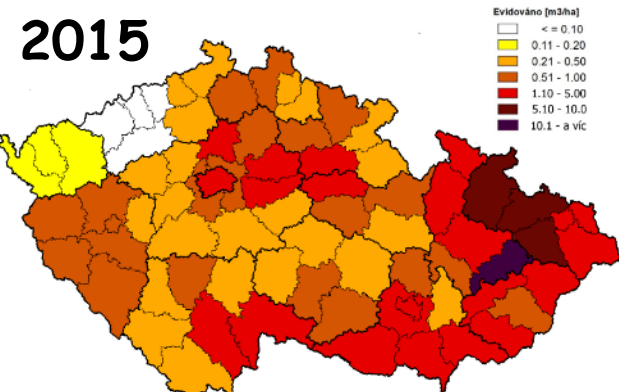 2015
Evidováno [m3/ha]
< = 0.10
0.11 - 0.20
0.21 - 0.50
0.51 - 1.00
1.10 - 5.00
5.10 - 10.0
10.1 - a víc